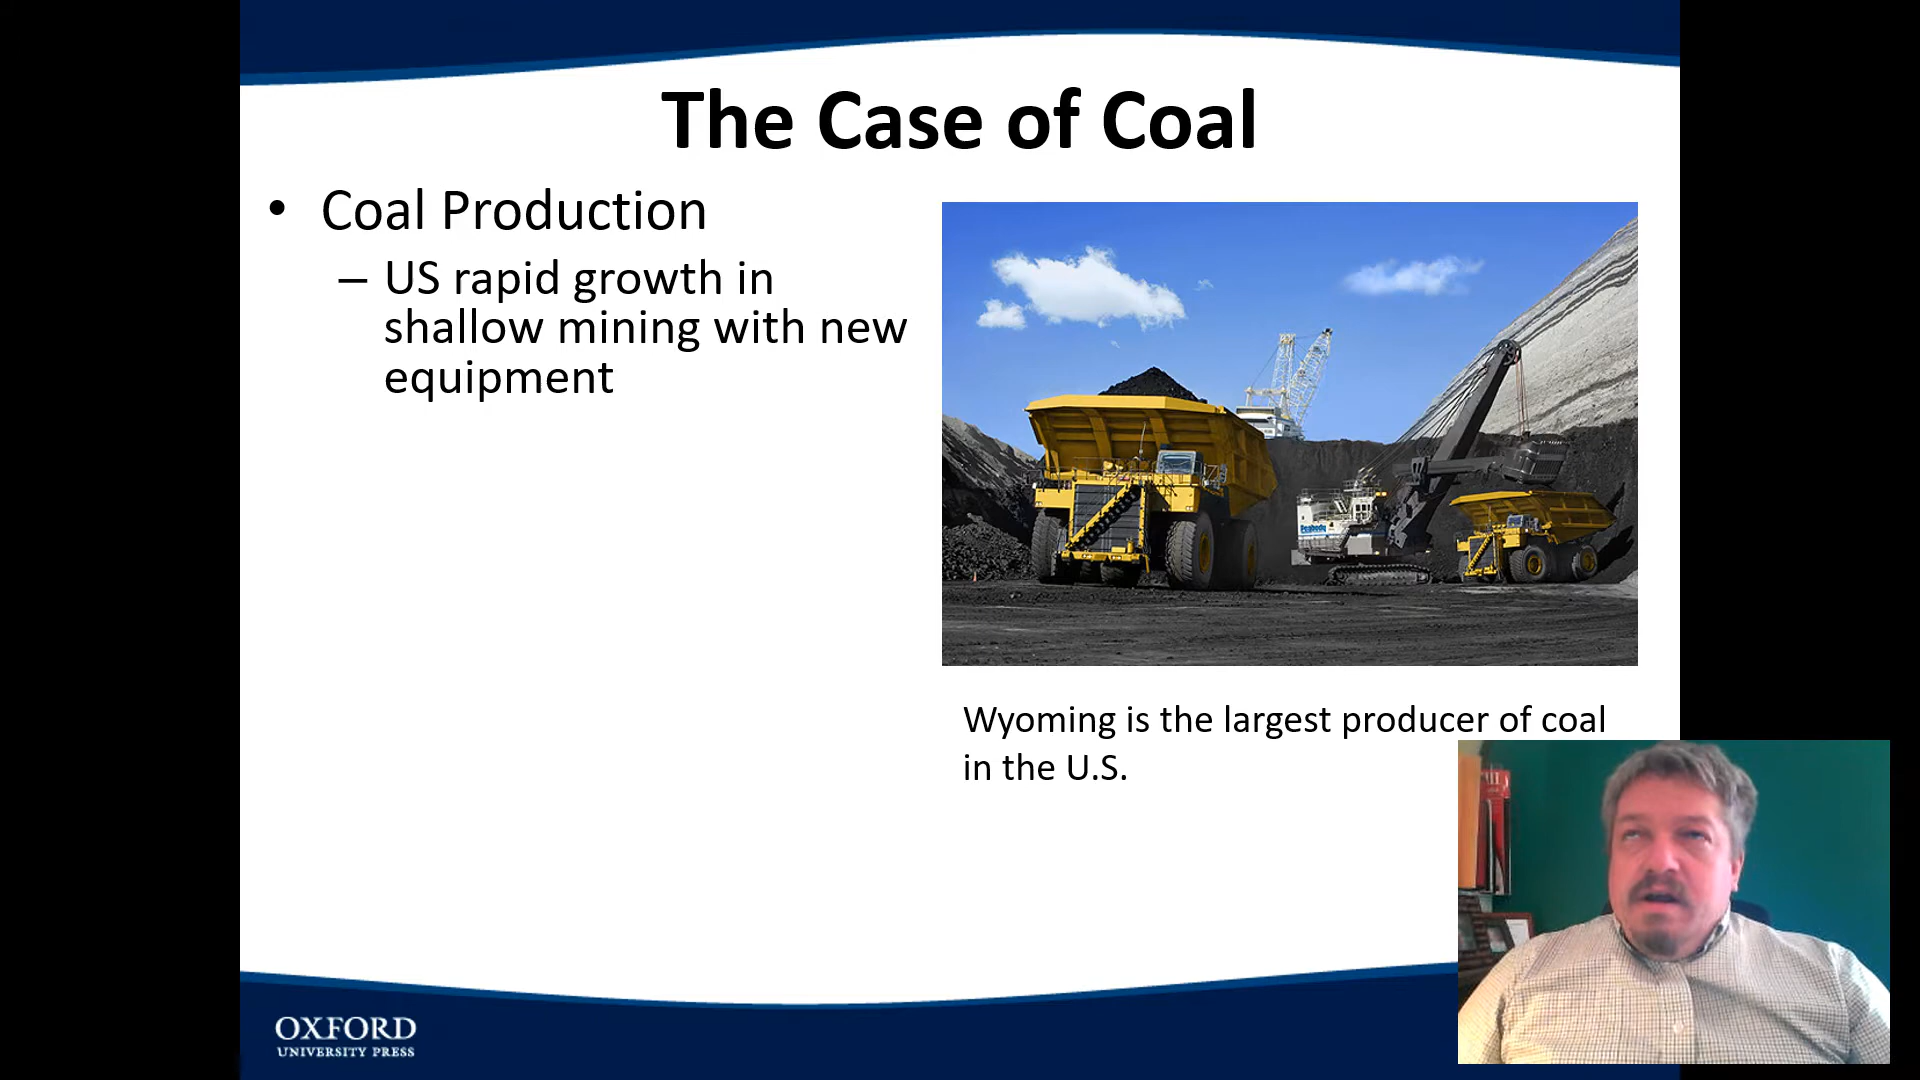 The Case of Coal
• Coal Production
– US rapid growth in
shallow mining with new
equipment
Peabody
Wyoming is the largest producer of coal
in the U.S.
OXFORD
UNIVERSITY PRESS